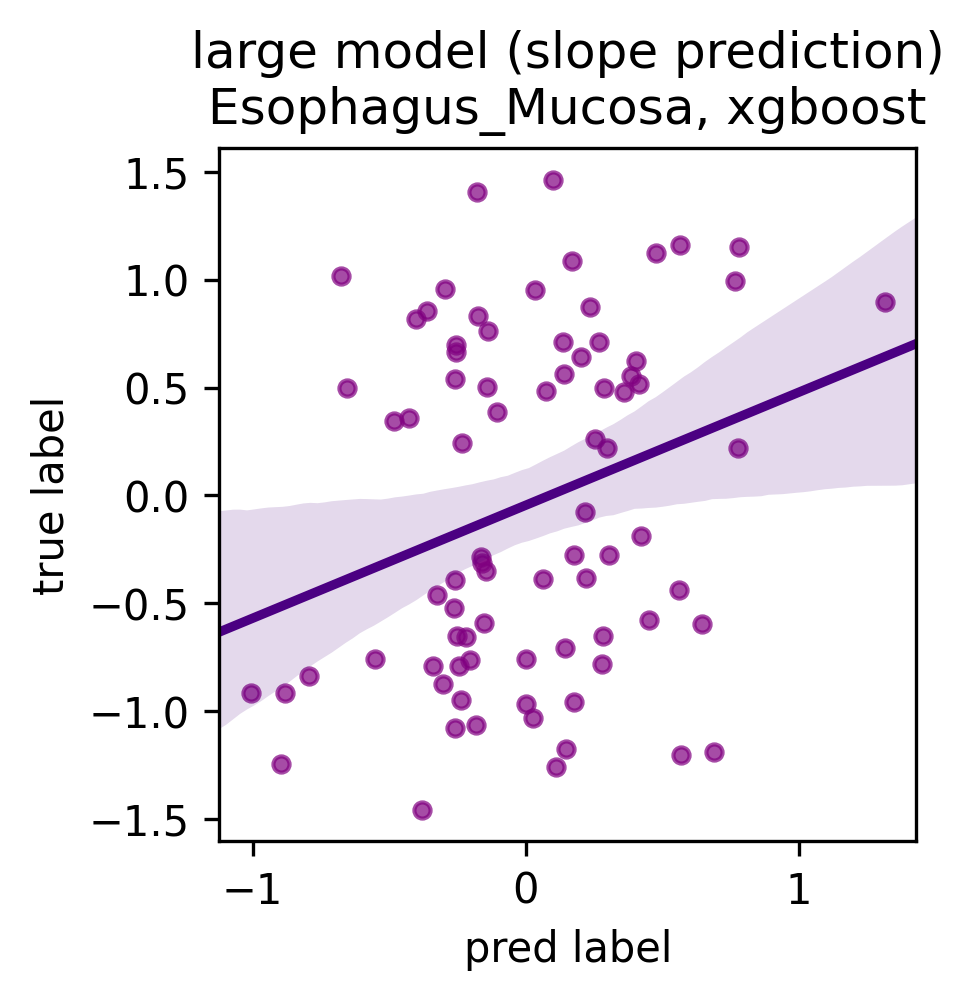 large model (slope prediction)
Esophagus_Mucosa, xgboost
1.5
1.0
0.5
0.0
−0.5
−1.0
−1.5
true label
−1
0
1
pred label